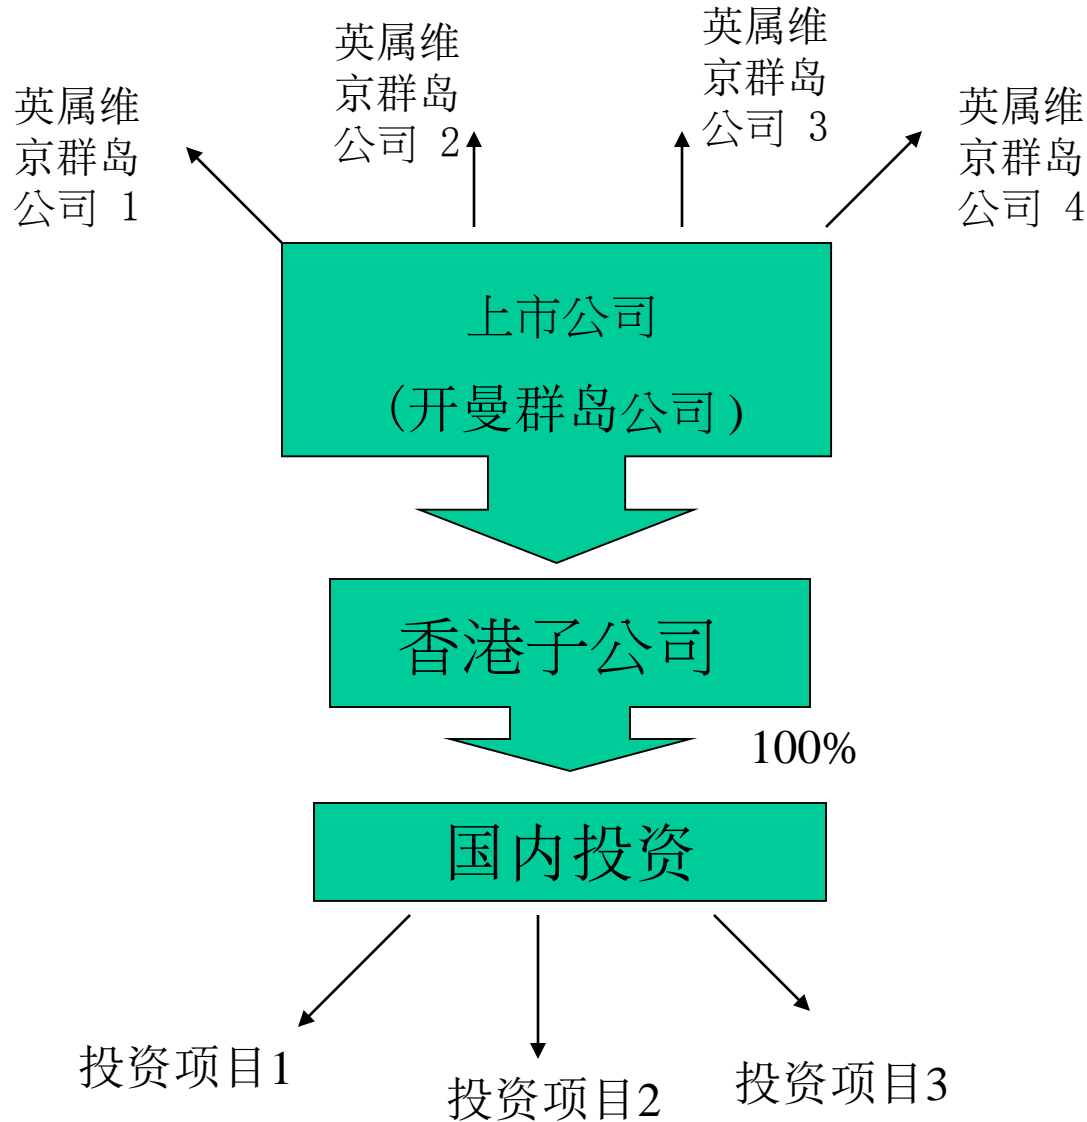 英属维
京群岛
公司 1
英属维
京群岛
公司 2
英属维
京群岛
公司 3
英属维
京群岛
公司 4
上市公司
(开曼群岛公司)
香港子公司
100%
国内投资
投资项目1
投资项目2
投资项目3